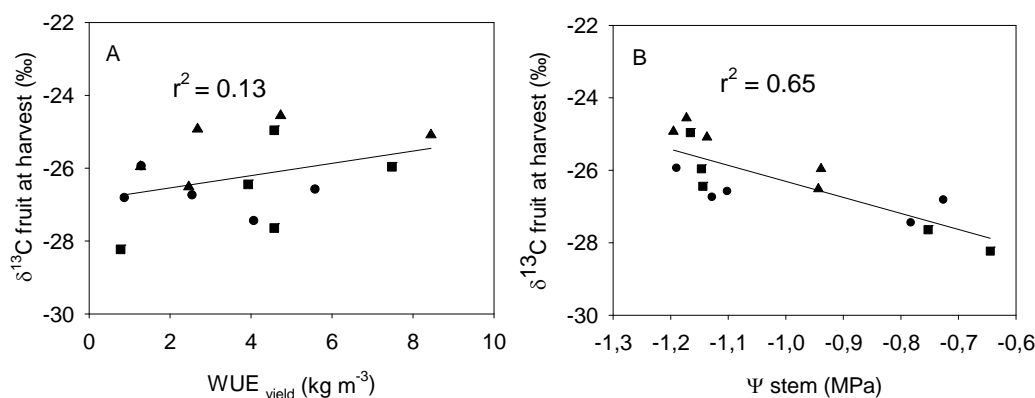 A
r² = 0.13
δ¹³C fruit at harvest (‰)
-22
-24
-26
-28
-30
0 2 4 6 8 10
WUE yield (kg m⁻³)
B
r² = 0.65
δ¹³C fruit at harvest (‰)
-22
-24
-26
-28
-30
-1,3 -1,2 -1,1 -1,0 -0,9 -0,8 -0,7 -0,6
Ψ stem (MPa)